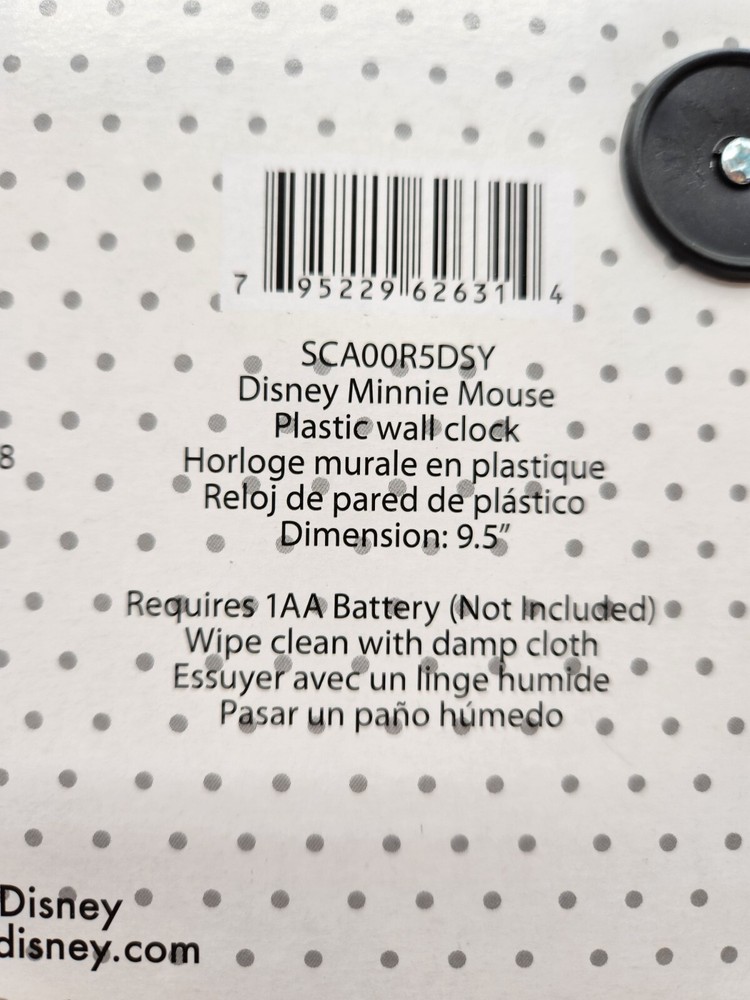 7 95229 62631 4
SCA00R5DSY
Disney Minnie Mouse
Plastic wall clock
Horloge murale en plastique
8
Reloj de pared de plástico
Dimension: 9.5”
Requires 1AA Battery (Not Included)
Wipe clean with damp cloth
Essuyer avec un linge humide
Pasar un paño húmedo
Disney
disney.com